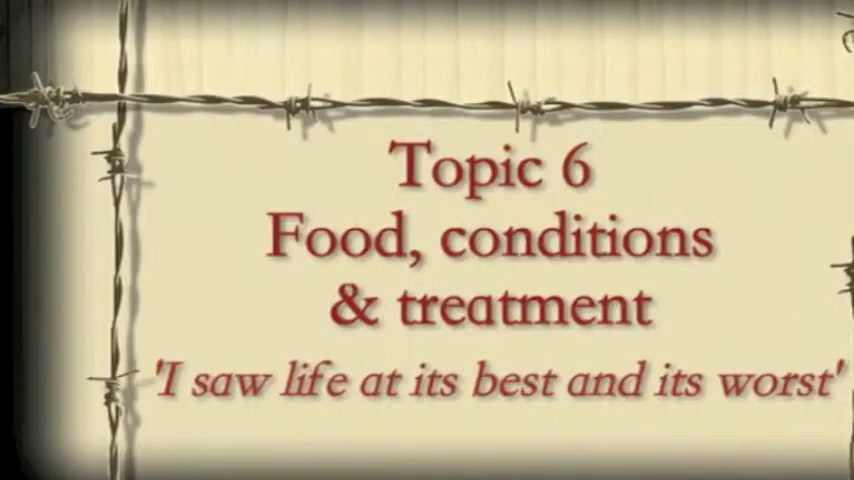 Topic 6
Food, conditions
& treatment
'I saw life at its best and its worst'